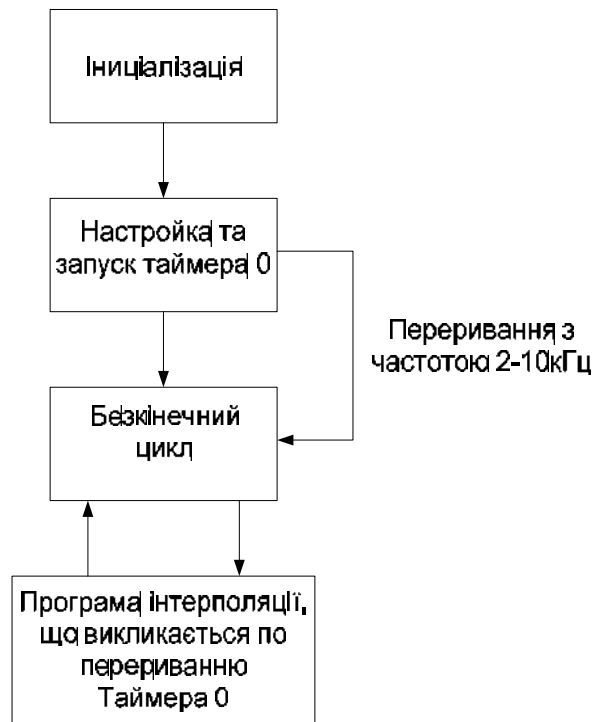 Інициалізація
Настройка та
запуск таймера 0
Переривання з
частотою 2-10кГц
Безкінечний
цикл
Програма інтерполяції,
що викликається по
перериванню
Таймера 0